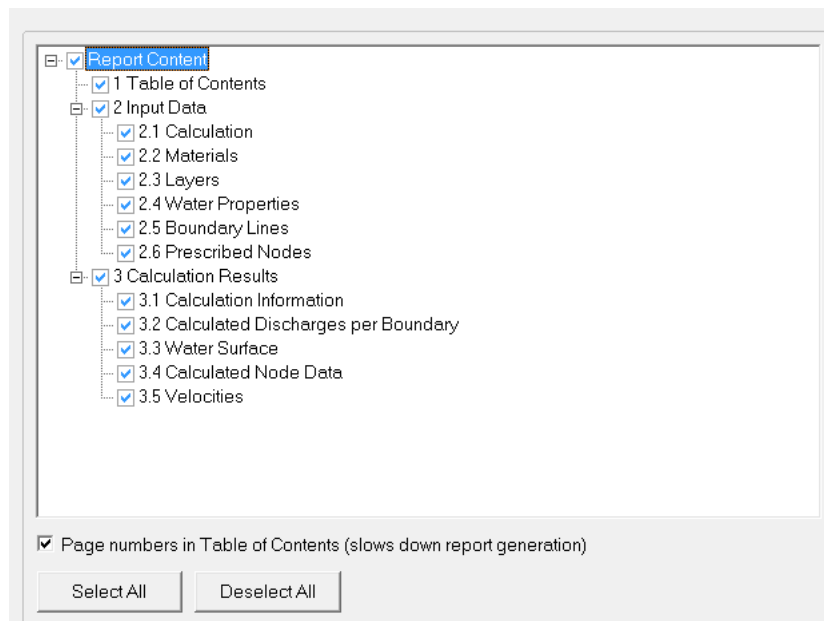 Report Content
1 Table of Contents
2 Input Data
2.1 Calculation
2.2 Materials
2.3 Layers
2.4 Water Properties
2.5 Boundary Lines
2.6 Prescribed Nodes
3 Calculation Results
3.1 Calculation Information
3.2 Calculated Discharges per Boundary
3.3 Water Surface
3.4 Calculated Node Data
3.5 Velocities
Page numbers in Table of Contents (slows down report generation)
Select All Deselect All